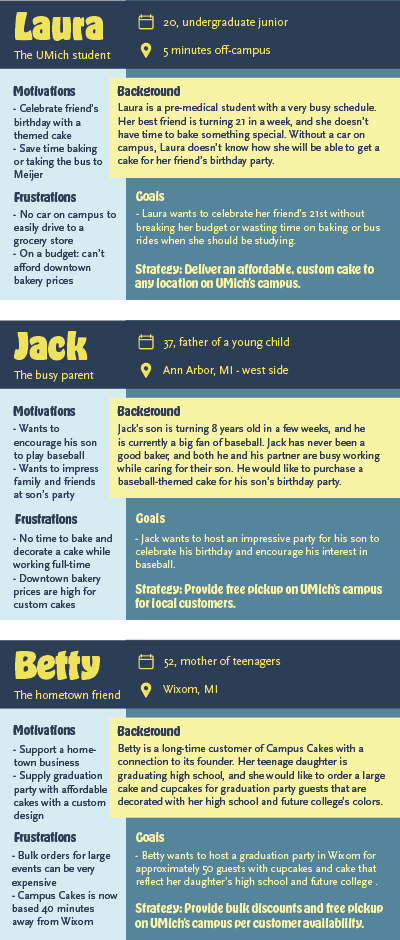 Laura
The UMich student
20, undergraduate junior
5 minutes off-campus
Motivations
- Celebrate friend's
birthday with a
themed cake
- Save time baking
or taking the bus to
Meijer
Background
Laura is a pre-medical student with a very busy schedule.
Her best friend is turning 21 in a week, and she doesn't
have time to bake something special. Without a car on
campus, Laura doesn't know how she will be able to get a
cake for her friend's birthday party.
Frustrations
- No car on campus to
easily drive to a
grocery store
- On a budget: can't
afford downtown
bakery prices
Goals
- Laura wants to celebrate her friend's 21st without
breaking her budget or wasting time on baking or bus
rides when she should be studying.
Strategy: Deliver an affordable, custom cake to
any location on UMich's campus.
Jack
The busy parent
37, father of a young child
Ann Arbor, MI - west side
Motivations
- Wants to
encourage his son
to play baseball
- Wants to impress
family and friends
at son's party
Background
Jack's son is turning 8 years old in a few weeks, and he
is currently a big fan of baseball. Jack has never been a
good baker, and both he and his partner are busy working
while caring for their son. He would like to purchase a
baseball-themed cake for his son's birthday party.
Frustrations
- No time to bake and
decorate a cake while
working full-time
- Downtown bakery
prices are high for
custom cakes
Goals
- Jack wants to host an impressive party for his son to
celebrate his birthday and encourage his interest in
baseball.
Strategy: Provide free pickup on UMich's campus
for local customers.
Betty
The hometown friend
52, mother of teenagers
Wixom, MI
Motivations
- Support a home-
town business
- Supply graduation
party with affordable
cakes with a custom
design
Background
Betty is a long-time customer of Campus Cakes with a
connection to its founder. Her teenage daughter is
graduating high school, and she would like to order a large
cake and cupcakes for graduation party guests that are
decorated with her high school and future college's colors.
Frustrations
- Bulk orders for large
events can be very
expensive
- Campus Cakes is now
based 40 minutes
away from Wixom
Goals
- Betty wants to host a graduation party in Wixom for
approximately 50 guests with cupcakes and cake that
reflect her daughter's high school and future college .
Strategy: Provide bulk discounts and free pickup
on UMich's campus per customer availability.